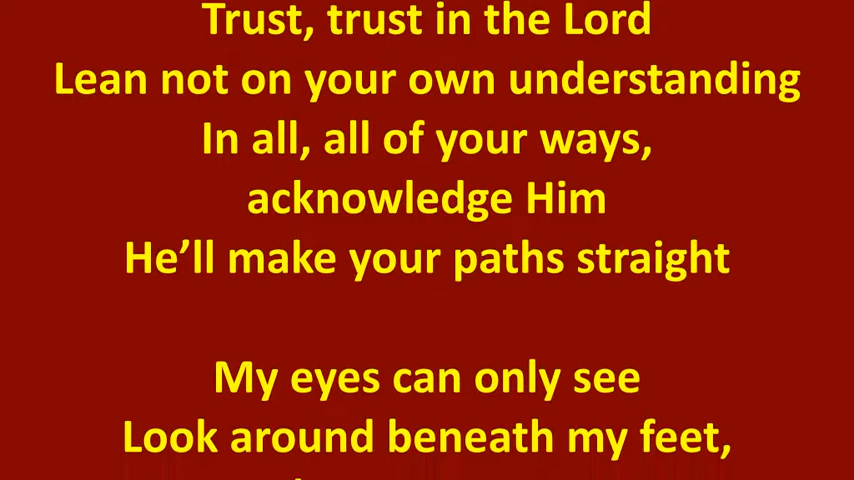 Trust, trust in the Lord
Lean not on your own understanding
In all, all of your ways,
acknowledge Him
He’ll make your paths straight
My eyes can only see
Look around beneath my feet,